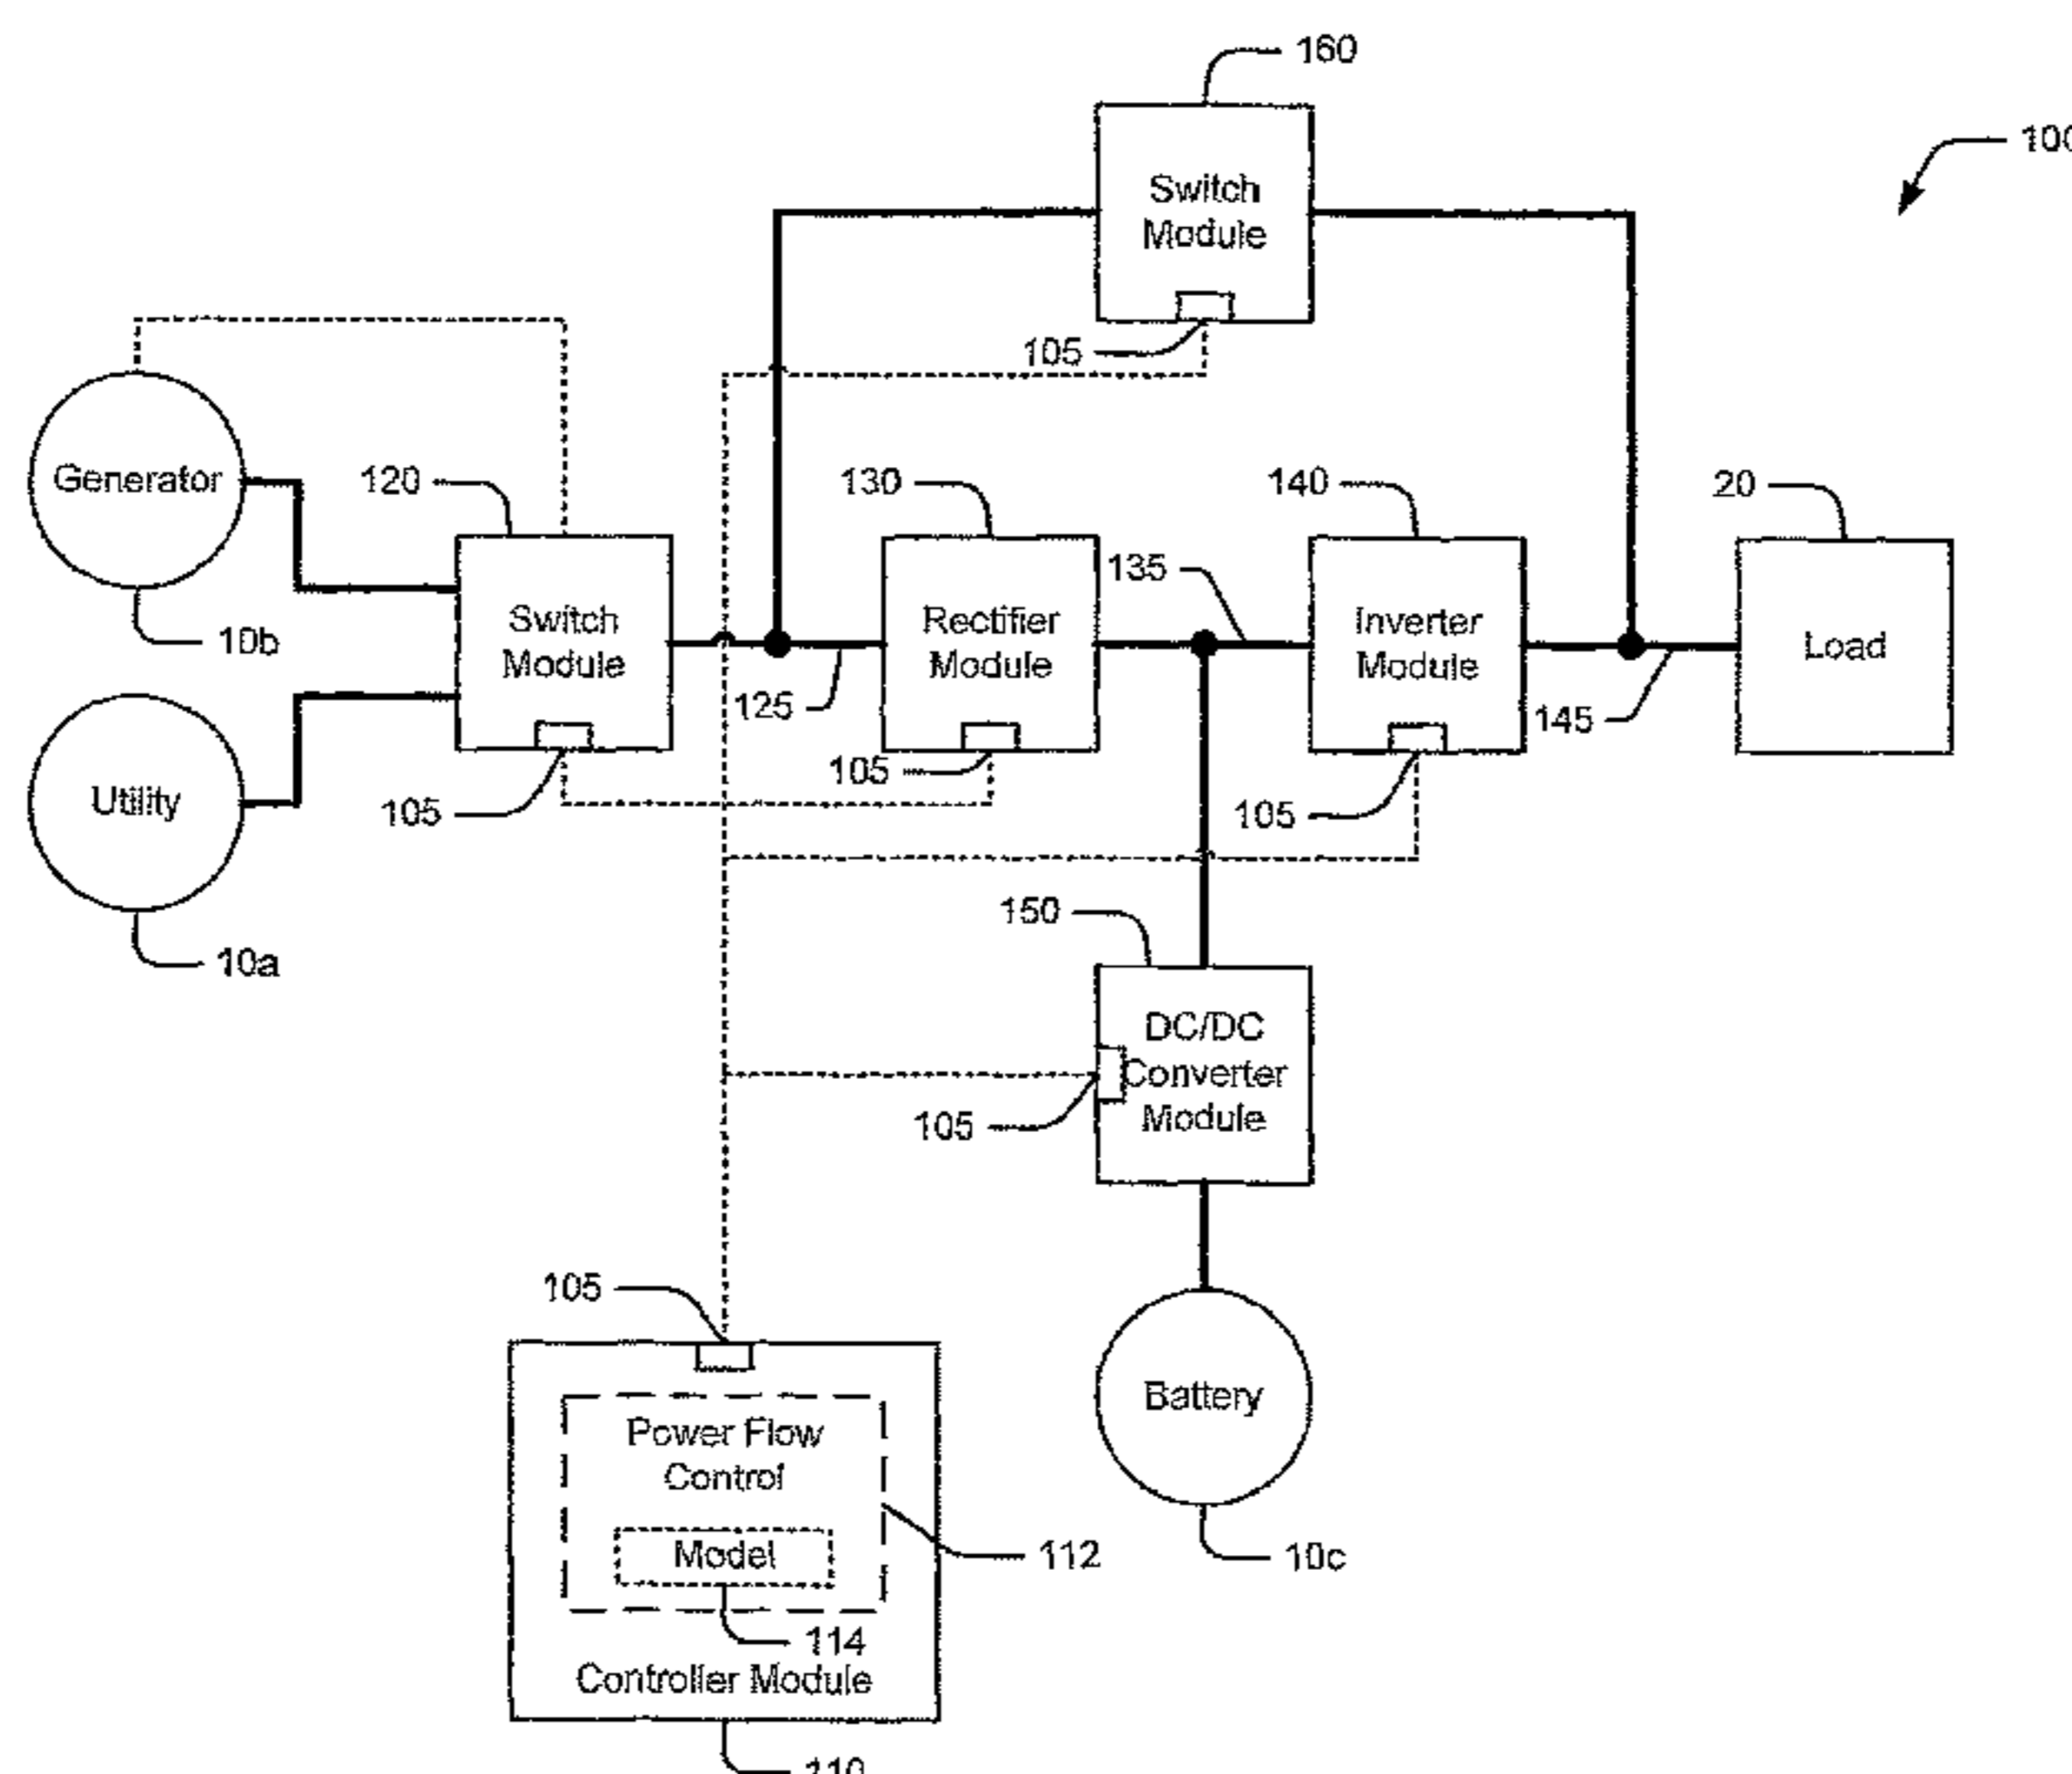 160
100
Switch
Module
105
Generator
10b
120
Switch
Module
105
125
130
Rectifier
Module
105
135
140
Inverter
Module
105
145
20
Load
Utility
10a
150
DC/DC
Converter
Module
105
Battery
10c
105
Power Flow
Control
Model
112
114
Controller Module
110